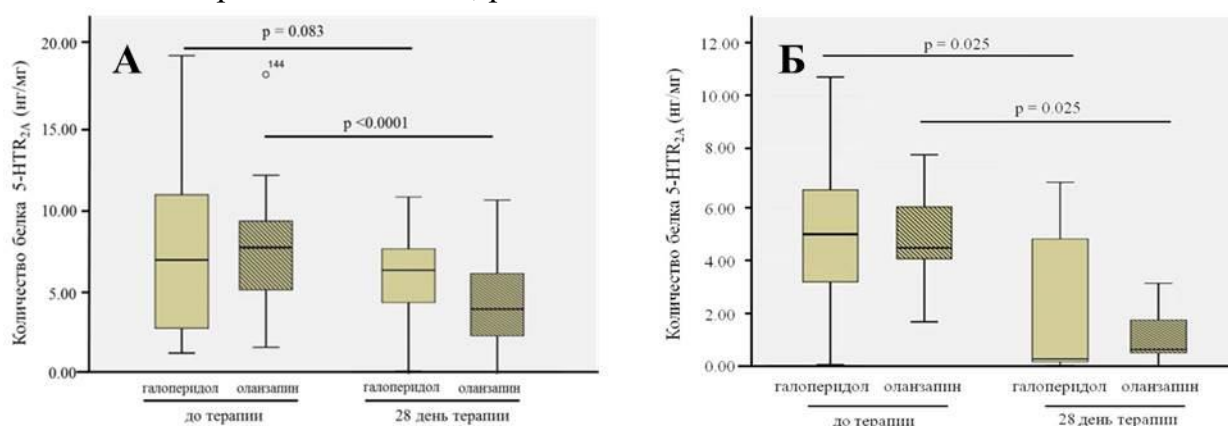 А
p = 0.083
144
p <0.0001
Количество белка 5-HTR2A (нг/мг)
20.00
15.00
10.00
5.00
0.00
галоперидол оланзапин галоперидол оланзапин
до терапии 28 день терапии
Б
p = 0.025
p = 0.025
Количество белка 5-HTR2A (нг/мг)
12.00
10.00
8.00
6.00
4.00
2.00
0.00
галоперидол оланзапин галоперидол оланзапин
до терапии 28 день терапии